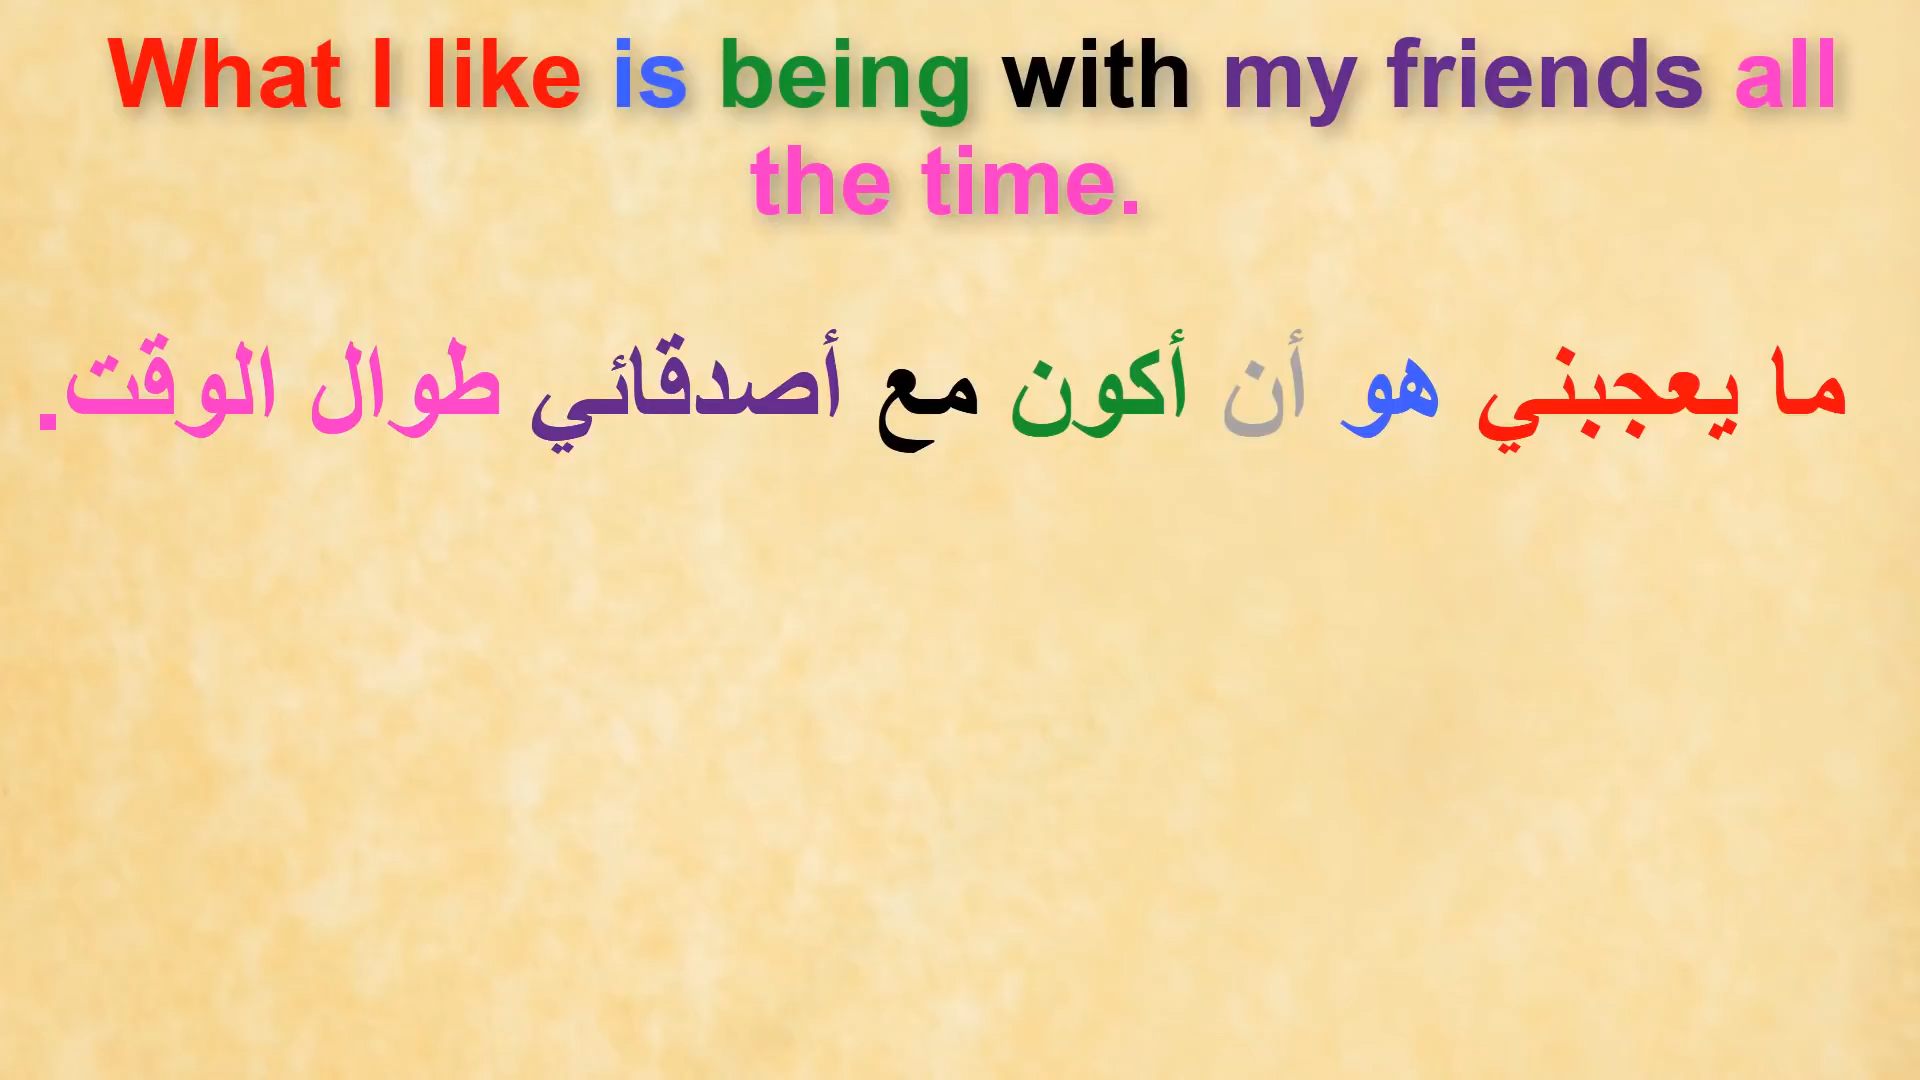 What I like is being with my friends all
the time.
ما يعجبني هو أن أكون مع أصدقائي طوال الوقت.